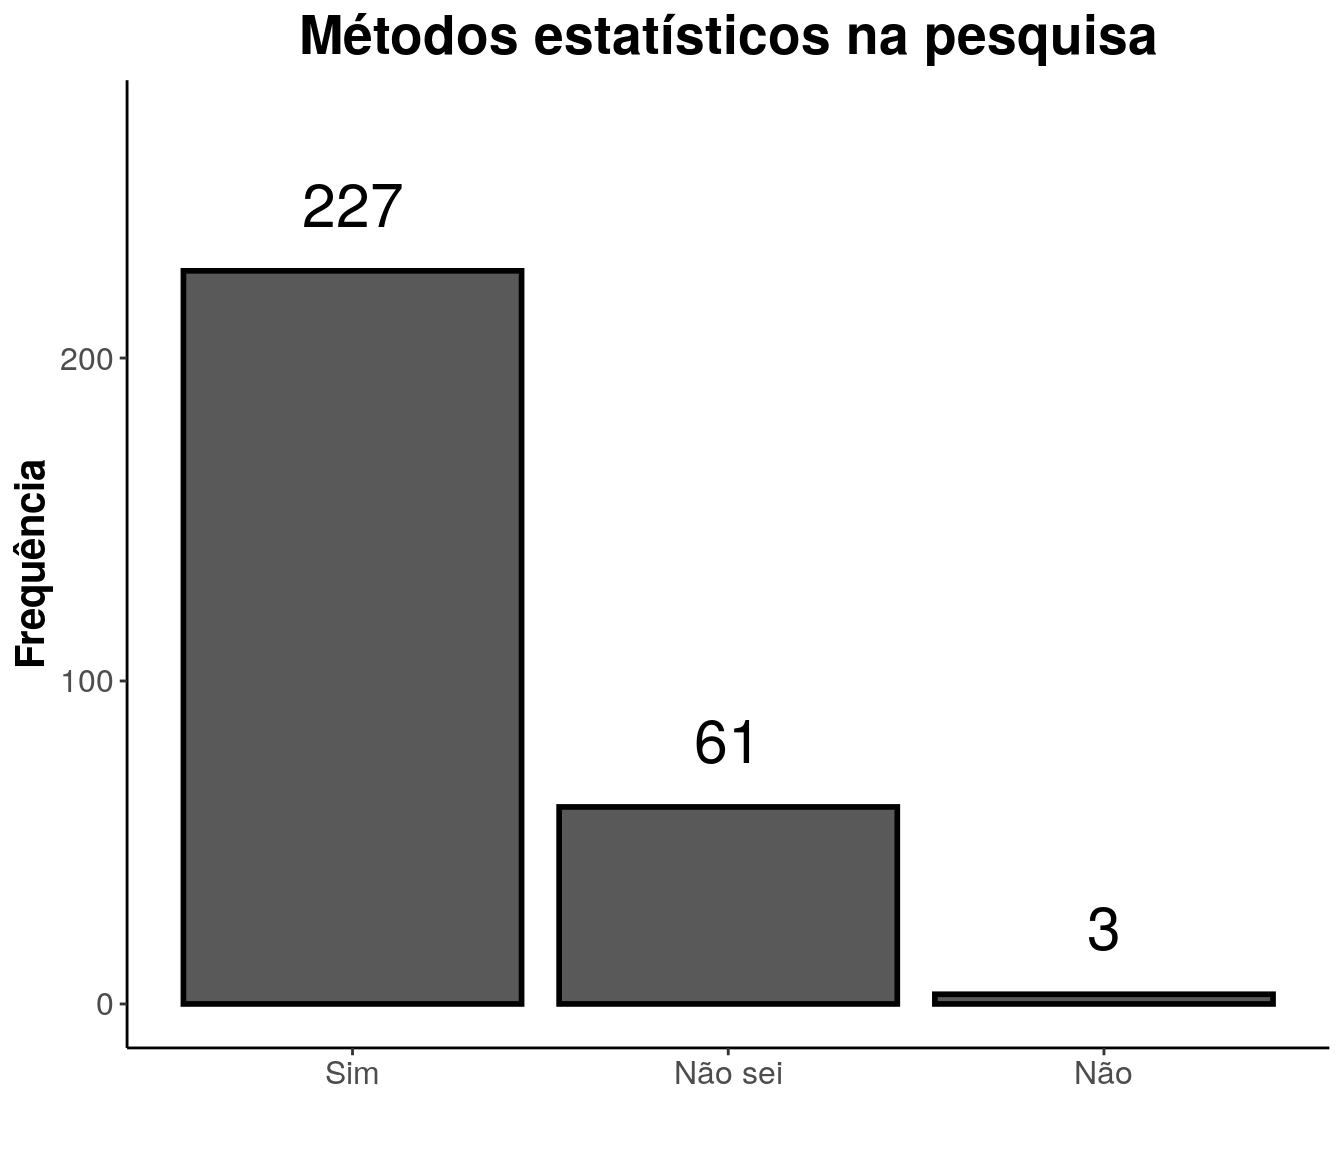 Métodos estatísticos na pesquisa
227
61
3
Frequência
200
100
0
Sim
Não sei
Não